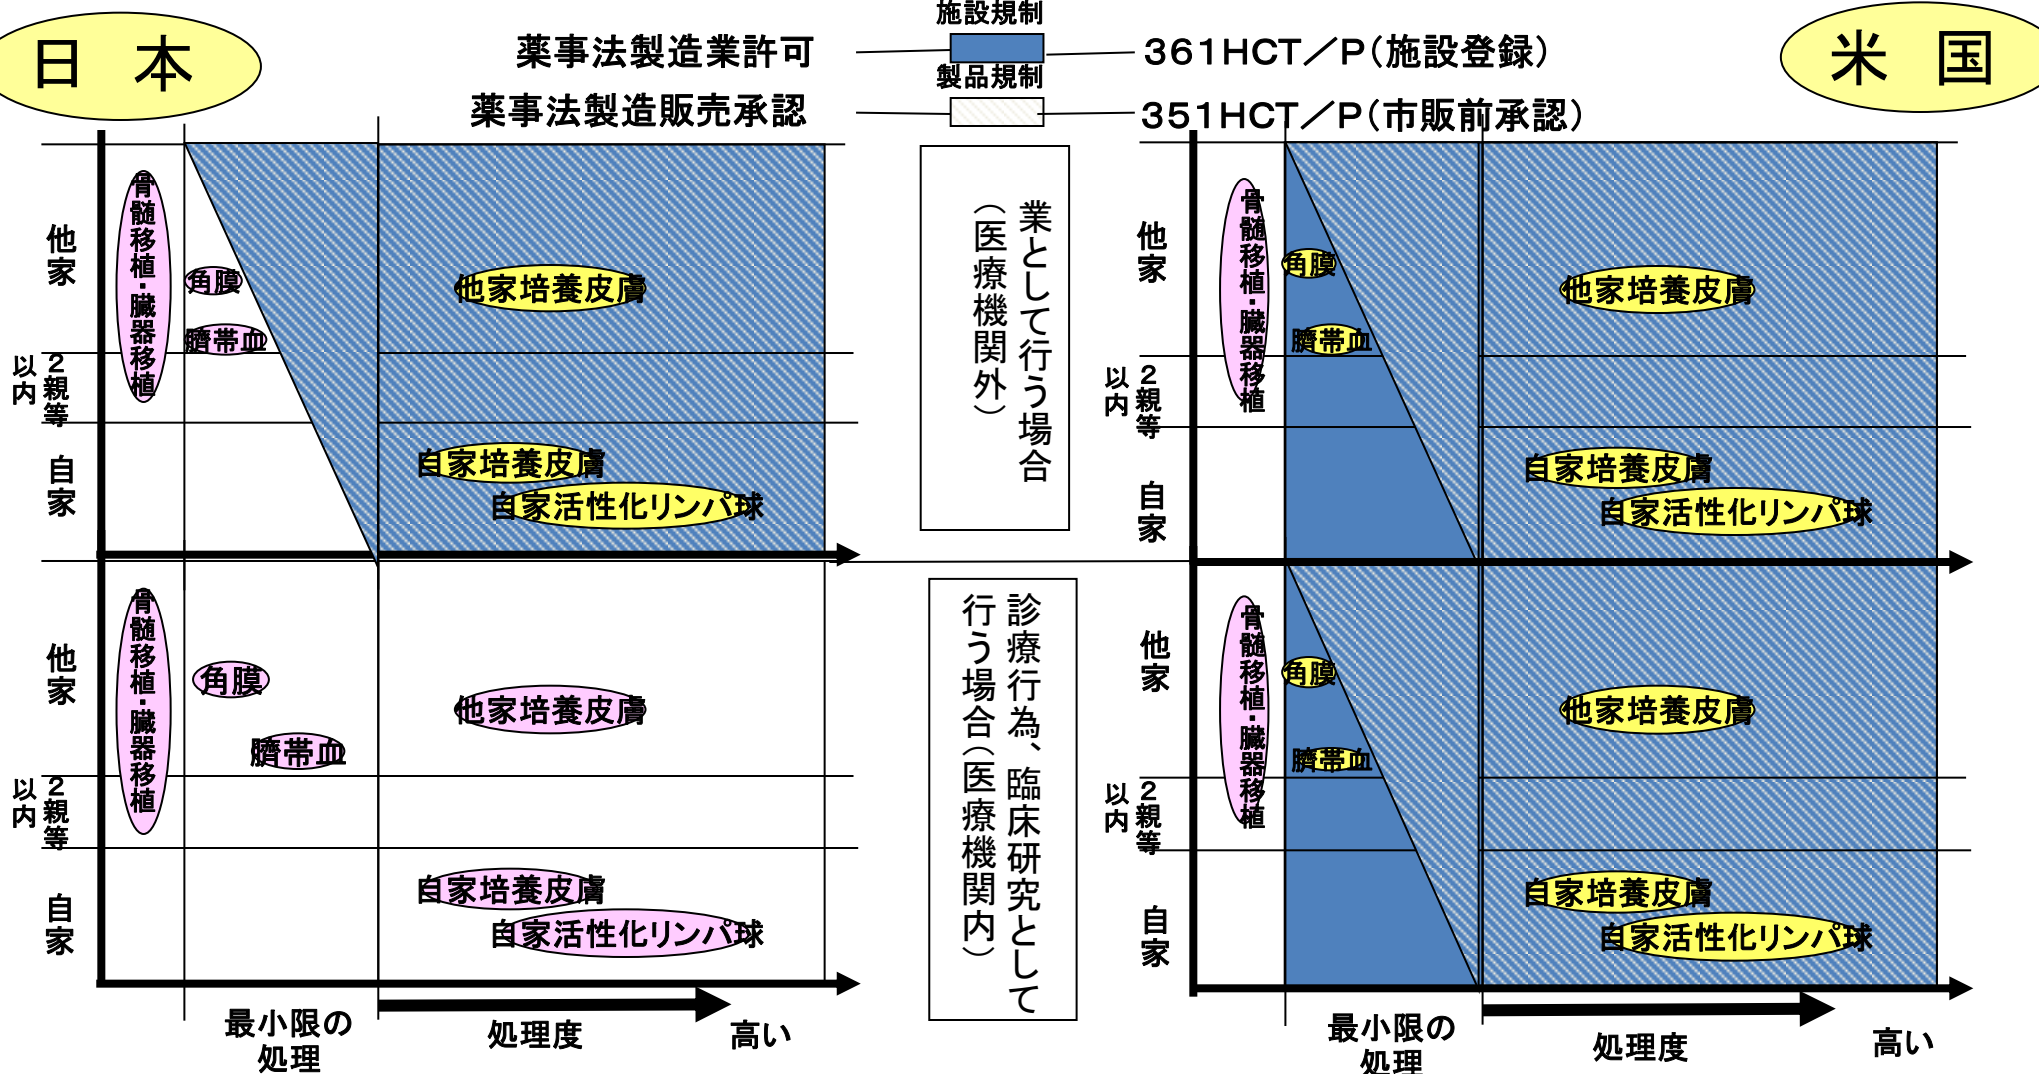 日　本
米　国
施設規制
薬事法製造業許可
361HCT／P（施設登録）
製品規制
薬事法製造販売承認
351HCT／P（市販前承認）
他家
2親等以内
自家
骨髄移植・臓器移植
角膜
臍帯血
他家培養皮膚
自家培養皮膚
自家活性化リンパ球
業として行う場合
（医療機関外）
他家
2親等以内
自家
骨髄移植・臓器移植
角膜
臍帯血
他家培養皮膚
自家培養皮膚
自家活性化リンパ球
他家
2親等以内
自家
骨髄移植・臓器移植
角膜
臍帯血
他家培養皮膚
自家培養皮膚
自家活性化リンパ球
診療行為、臨床研究として
行う場合（医療機関内）
他家
2親等以内
自家
骨髄移植・臓器移植
角膜
臍帯血
他家培養皮膚
自家培養皮膚
自家活性化リンパ球
最小限の
処理
処理度
高い
最小限の
処理
処理度
高い